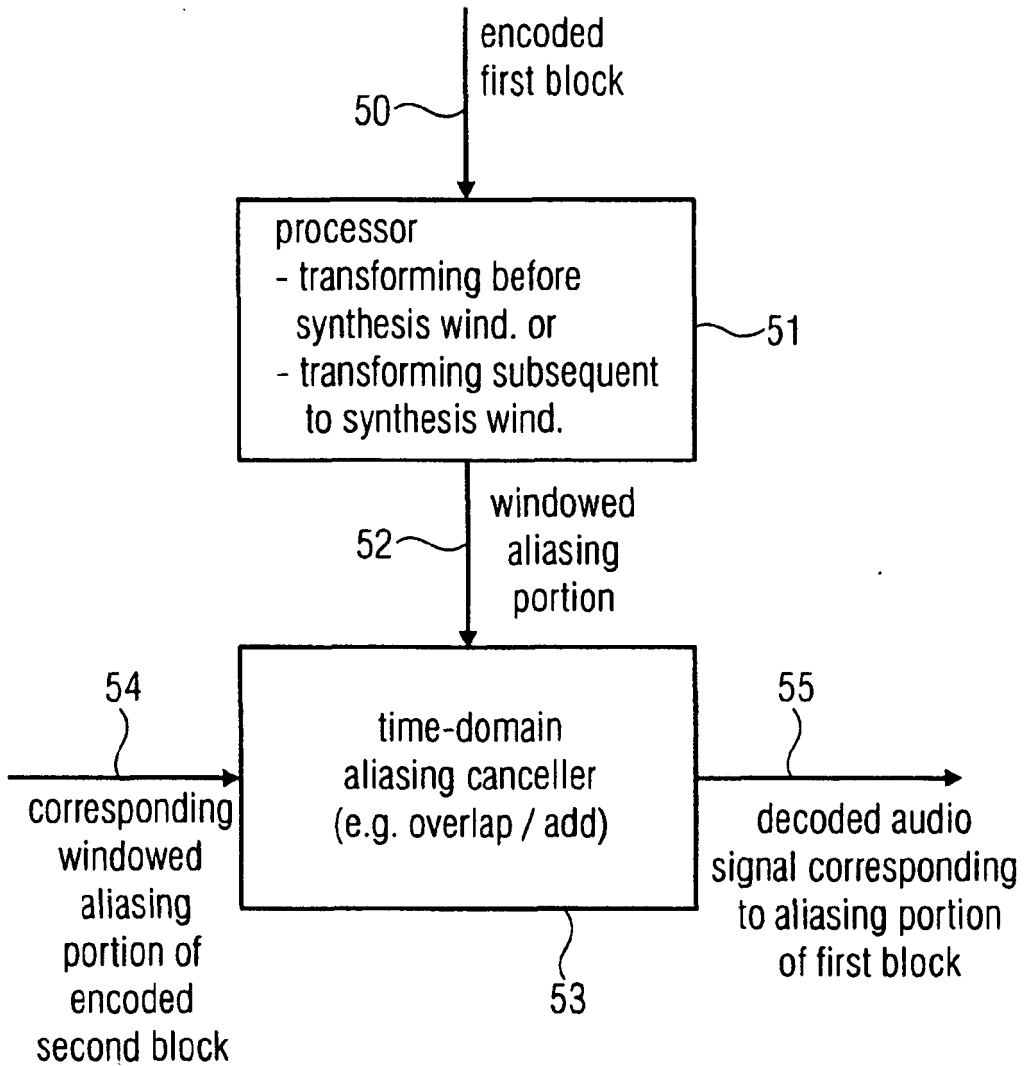 encoded
first block
50
processor
- transforming before
synthesis wind. or
- transforming subsequent
to synthesis wind.
51
52
windowed
aliasing
portion
54
corresponding
windowed
aliasing
portion of
encoded
second block
time-domain
aliasing canceller
(e.g. overlap / add)
53
55
decoded audio
signal corresponding
to aliasing portion
of first block